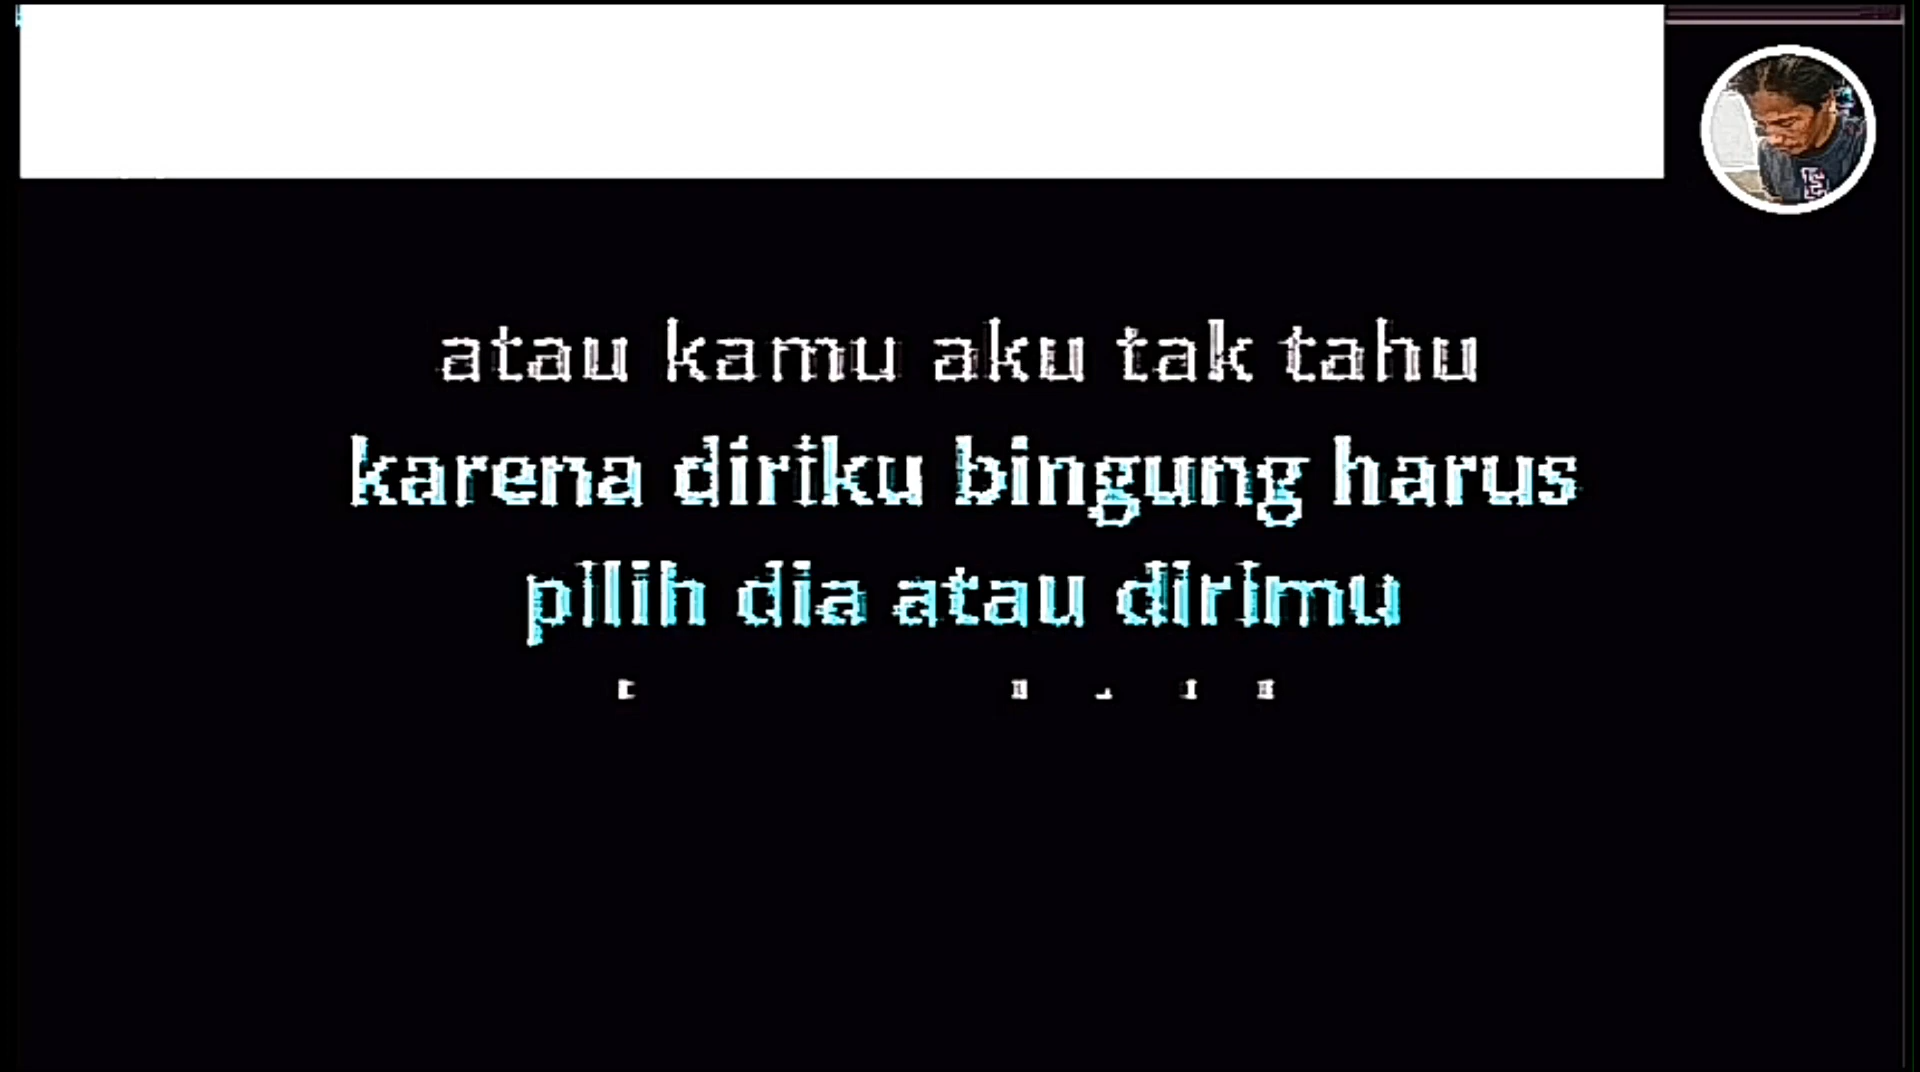 atau kamu aku tak tahu
karena diriku bingung harus
pilih dia atau dirimu